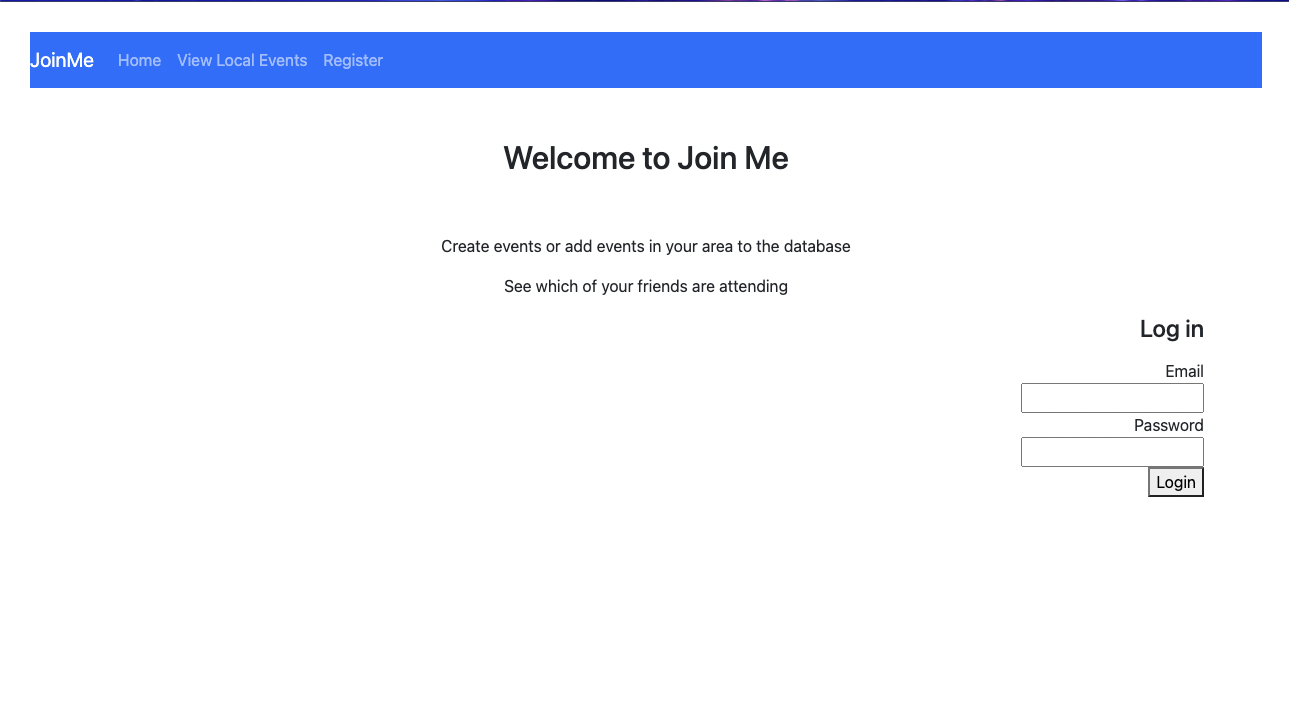 JoinMe Home View Local Events Register
Welcome to Join Me
Create events or add events in your area to the database
See which of your friends are attending
Log in
Email
Password
Login